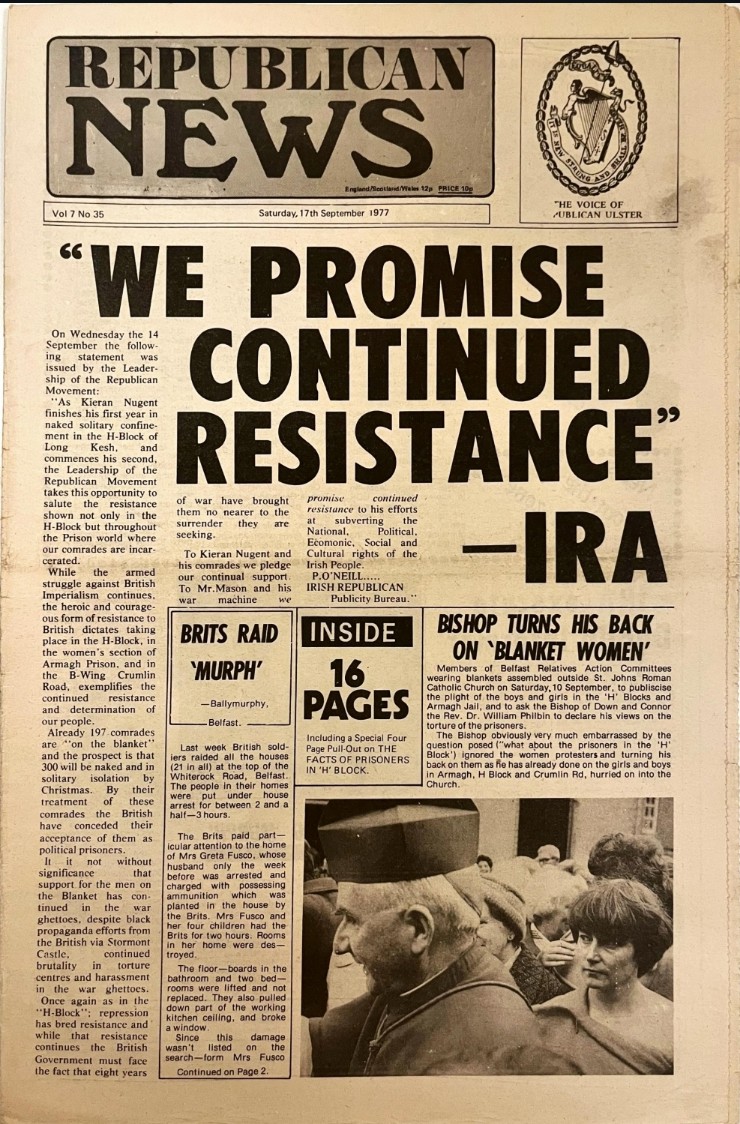 REPUBLICAN
NEWS
England/Scotland/Wales 12p PRICE 10p
EQUALITY
IT IS NEW STRUNG AND SHALL BE HEARD
HE VOICE OF
UBLICAN ULSTER
Vol 7 No 35
Saturday, 17th September 1977
“WE PROMISE
CONTINUED
RESISTANCE”
—IRA
On Wednesday the 14
September the follow-
ing statement was
issued by the Leader-
ship of the Republican
Movement:
“As Kieran Nugent
finishes his first year in
naked solitary confine-
ment in the H-Block of
Long Kesh, and
commences his second,
the Leadership of the
Republican Movement
takes this opportunity to
salute the resistance
shown not only in the
H-Block but throughout
the Prison world where
our comrades are incar-
cerated.
While the armed
struggle against British
Imperialism continues,
the heroic and courage-
ous form of resistance to
British dictates taking
place in the H-Block, in
the women's section of
Armagh Prison, and in
the B-Wing Crumlin
Road, exemplifies the
continued resistance
and determination of
our people.
Already 197 comrades
are “on the blanket”
and the prospect is that
300 will be naked and in
solitary isolation by
Christmas. By their
treatment of these
comrades the British
have conceded their
acceptance of them as
political prisoners.
It it not without
significance that
support for the men on
the Blanket has con-
tinued in the war
ghettoes, despite black
propaganda efforts from
the British via Stormont
Castle, continued
brutality in torture
centres and harassment
in the war ghettoes.
Once again as in the
“H-Block”; repression
has bred resistance and
while that resistance
continues the British
Government must face
the fact that eight years
of war have brought
them no nearer to the
surrender they are
seeking.
To Kieran Nugent and
his comrades we pledge
our continual support.
To Mr.Mason and his
war machine we
promise continued
resistance to his efforts
at subverting the
National, Political,
Economic, Social and
Cultural rights of the
Irish People.
P.O'NEILL.....
IRISH REPUBLICAN
Publicity Bureau.”
BRITS RAID
‘MURPH’
—Ballymurphy,
Belfast.
Last week British sold-
iers raided all the houses
(21 in all) at the top of the
Whiterock Road, Belfast.
The people in their homes
were put under house
arrest for between 2 and a
half—3 hours.
The Brits paid part—
icular attention to the home
of Mrs Greta Fusco, whose
husband only the week
before was arrested and
charged with possessing
ammunition which was
planted in the house by
the Brits. Mrs Fusco and
her four children had the
Brits for two hours. Rooms
in her home were des—
troyed.
The floor—boards in the
bathroom and two bed—
rooms were lifted and not
replaced. They also pulled
down part of the working
kitchen ceiling, and broke
a window.
Since this damage
wasn't listed on the
search—form Mrs Fusco
Continued on Page 2.
INSIDE
16
PAGES
Including a Special Four
Page Pull-Out on THE
FACTS OF PRISONERS
IN ‘H’ BLOCK.
BISHOP TURNS HIS BACK
ON ‘BLANKET WOMEN’
Members of Belfast Relatives Action Committees
wearing blankets assembled outside St. Johns Roman
Catholic Church on Saturday,10 September, to publiscise
the plight of the boys and girls in the ‘H’ Blocks and
Armagh Jail, and to ask the Bishop of Down and Connor
the Rev. Dr. William Philbin to declare his views on the
torture of the prisoners.
The Bishop obviously very much embarrassed by the
question posed (“what about the prisoners in the ‘H’
Block’) ignored the women protesters and turning his
back on them as he has already done on the girls and boys
in Armagh, H Block and Crumlin Rd, hurried on into the
Church.